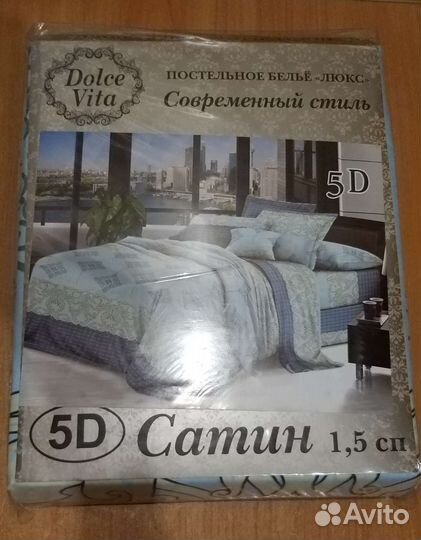 Dolce
Vita
ПОСТЕЛЬНОЕ БЕЛЬЁ «ЛЮКС»
Современный стиль
5D
5D Сатин 1,5 сп
Avito